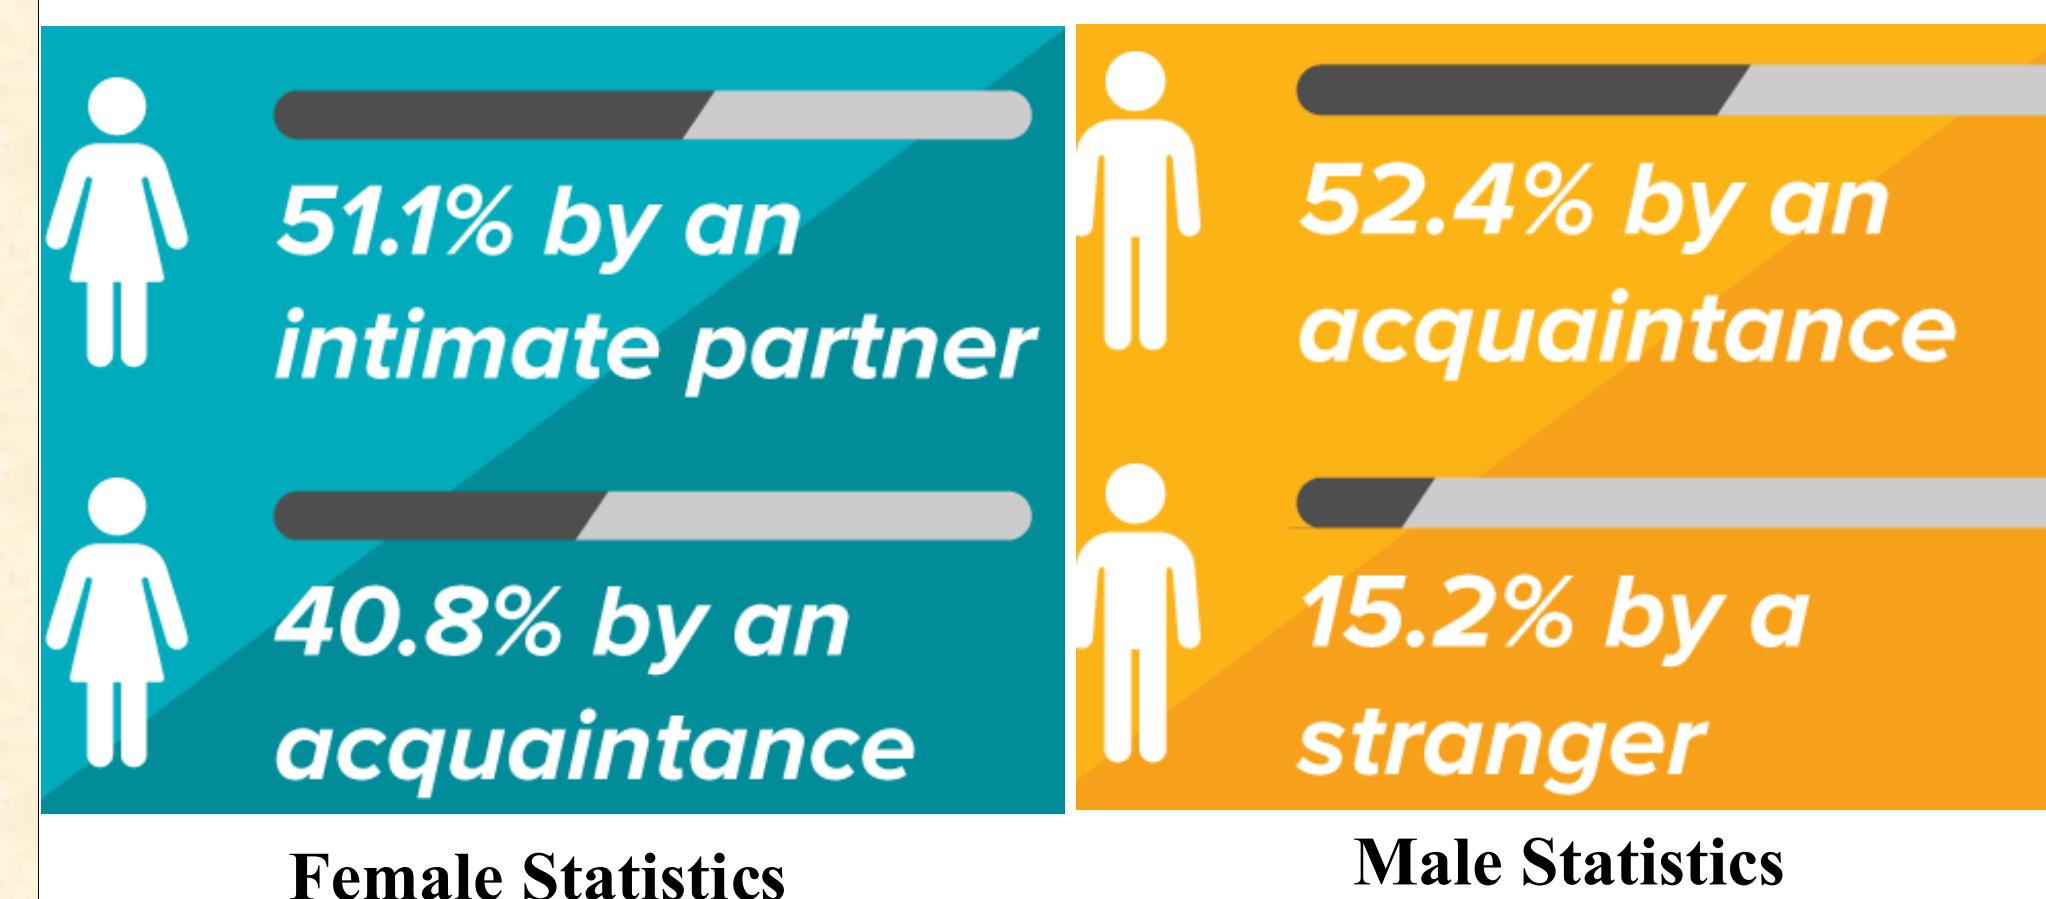 51.1% by an
intimate partner
40.8% by an
acquaintance
Female Statistics
52.4% by an
acquaintance
15.2% by a
stranger
Male Statistics